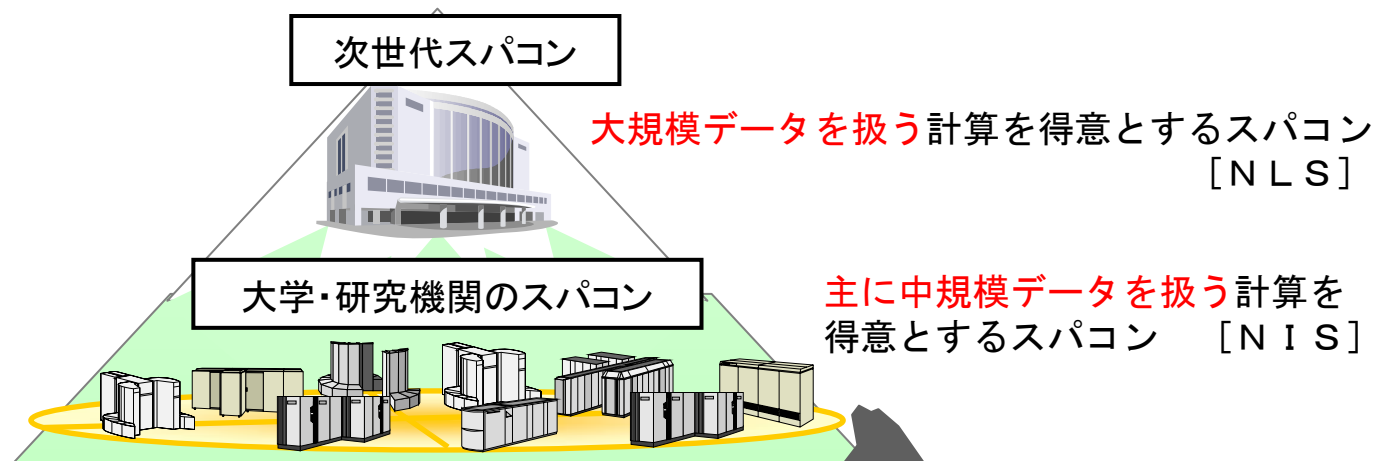 次世代スパコン
大規模データを扱う計算を得意とするスパコン
［ＮＬＳ］
大学・研究機関のスパコン
主に中規模データを扱う計算を
得意とするスパコン　［ＮＩＳ］